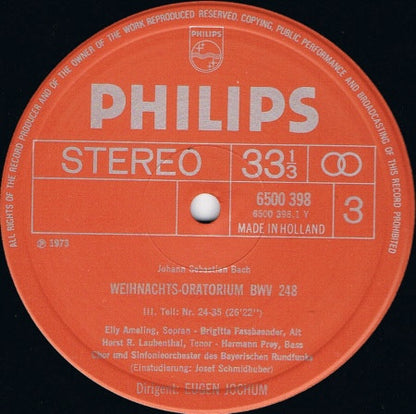 ALL RIGHTS OF THE RECORD PRODUCER AND OF THE OWNER OF THE WORK REPRODUCED RESERVED. COPYING, PUBLIC PERFORMANCE AND BROADCASTING OF THIS RECORD PROHIBITED
PHILIPS
PHILIPS
STEREO
33 1/3
6500 398
6500 398.1 Y
3
MADE IN HOLLAND
℗ 1973
Johann Sebastian Bach
WEIHNACHTS-ORATORIUM BWV 248
III. Teil: Nr. 24-35 (26'22")
Elly Ameling, Sopran - Brigitte Fassbaender, Alt
Horst R. Laubenthal, Tenor - Hermann Prey, Bass
Chor und Sinfonieorchester des Bayerischen Rundfunks
(Einstudierung: Josef Schmidhuber)
Dirigent: EUGEN JOCHUM